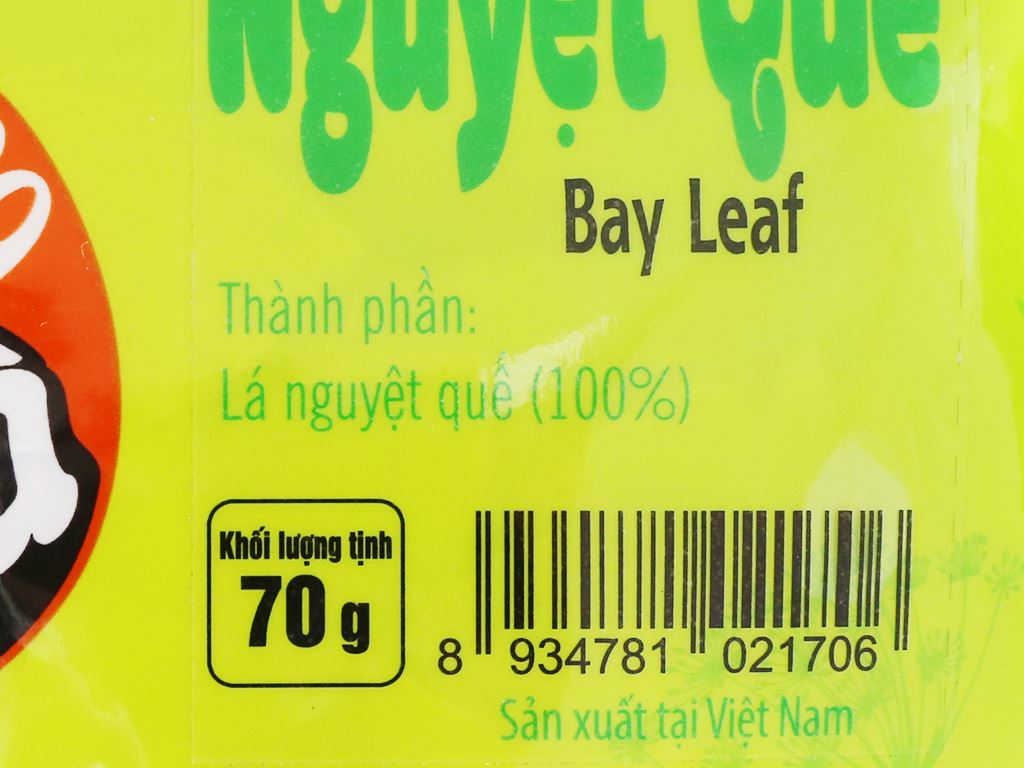 Nguyệt Quế
Bay Leaf
Thành phần:
Lá nguyệt quế (100%)
Khối lượng tịnh
70 g
8 934781 021706
Sản xuất tại Việt Nam